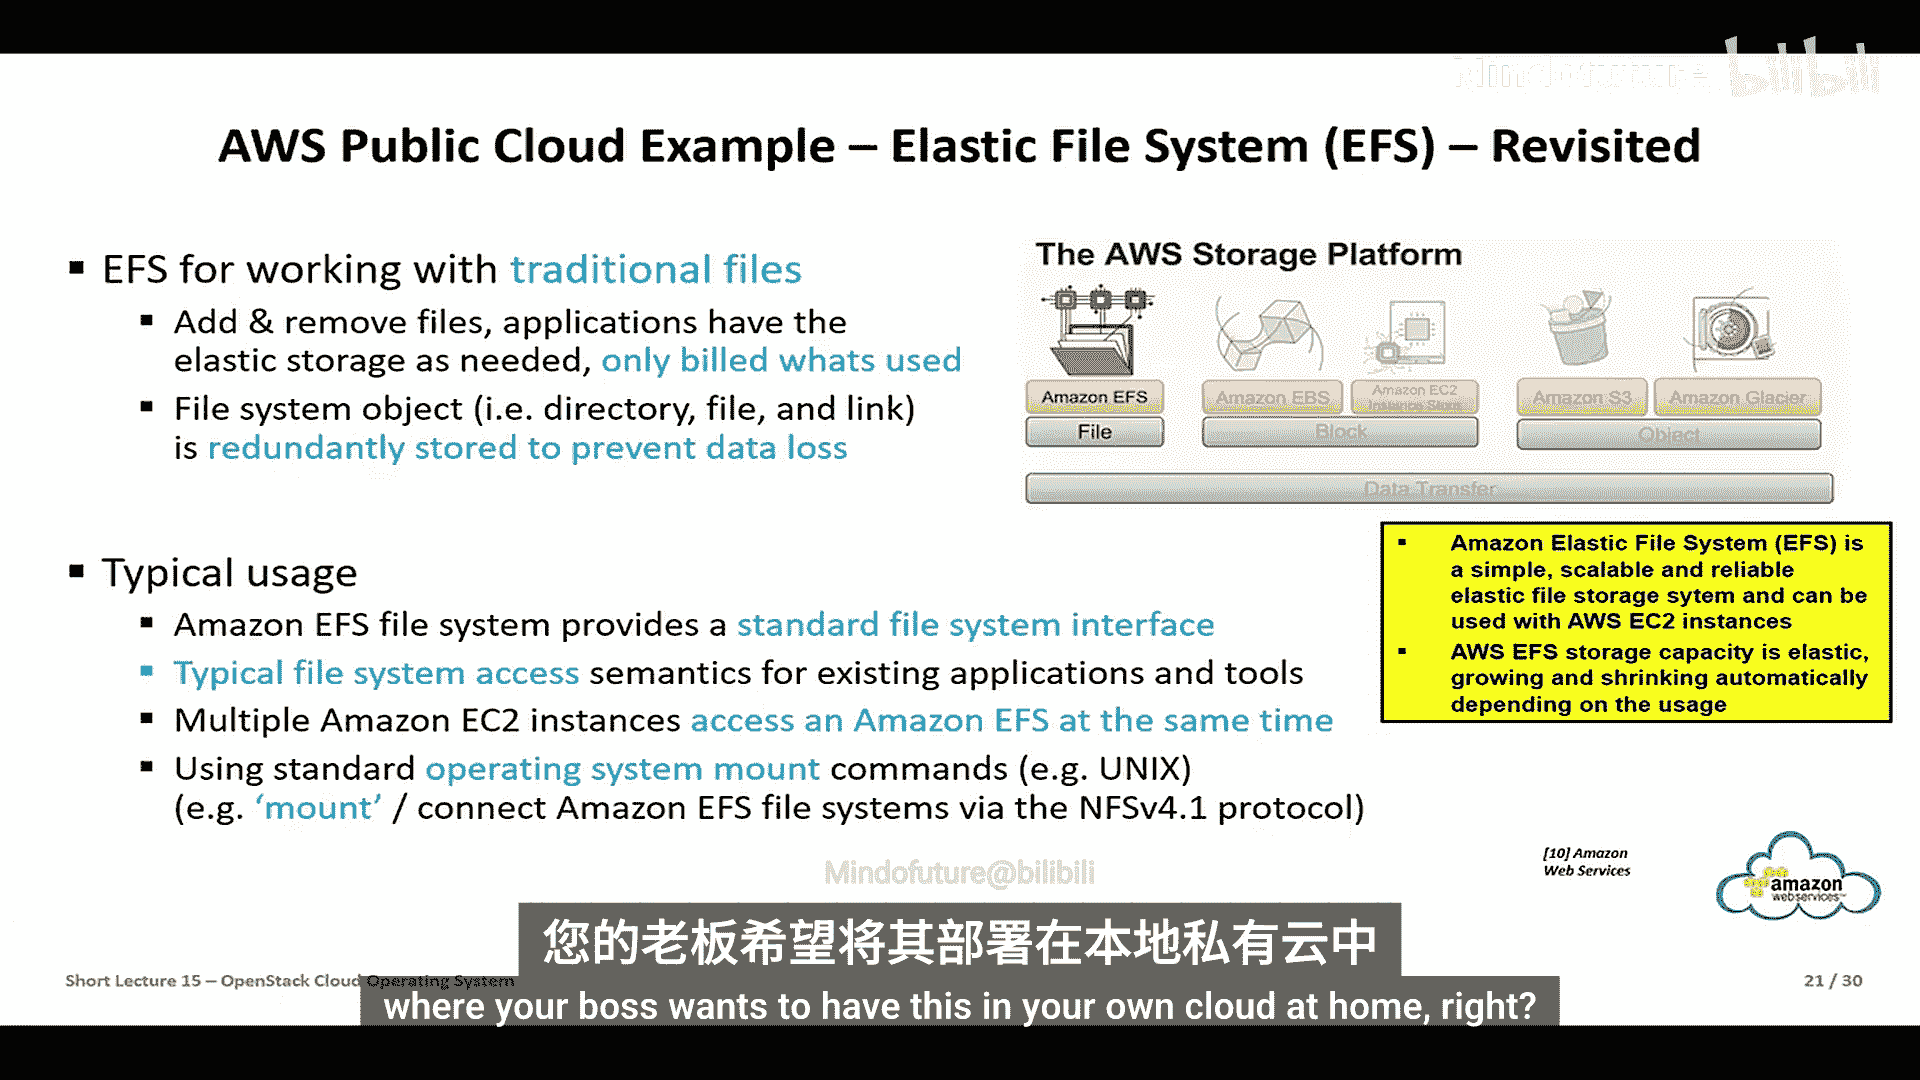 Mindofuture bilibili
AWS Public Cloud Example – Elastic File System (EFS) – Revisited
▪ EFS for working with traditional files
▪ Add & remove files, applications have the
elastic storage as needed, only billed whats used
▪ File system object (i.e. directory, file, and link)
is redundantly stored to prevent data loss
The AWS Storage Platform
Amazon EFS
Amazon EBS
Amazon EC2
Amazon S3
Amazon Glacier
File
Block
Object
Data Transfer
▪ Amazon Elastic File System (EFS) is
a simple, scalable and reliable
elastic file storage sytem and can be
used with AWS EC2 instances
▪ AWS EFS storage capacity is elastic,
growing and shrinking automatically
depending on the usage
▪ Typical usage
▪ Amazon EFS file system provides a standard file system interface
▪ Typical file system access semantics for existing applications and tools
▪ Multiple Amazon EC2 instances access an Amazon EFS at the same time
▪ Using standard operating system mount commands (e.g. UNIX)
(e.g. ‘mount’ / connect Amazon EFS file systems via the NFSv4.1 protocol)
[10] Amazon
Web Services
amazon
webservices™
Mindofuture@bilibili
您的老板希望将其部署在本地私有云中
Short Lecture 15 – OpenStack Cloud Operating System
21 / 30
where your boss wants to have this in your own cloud at home, right?